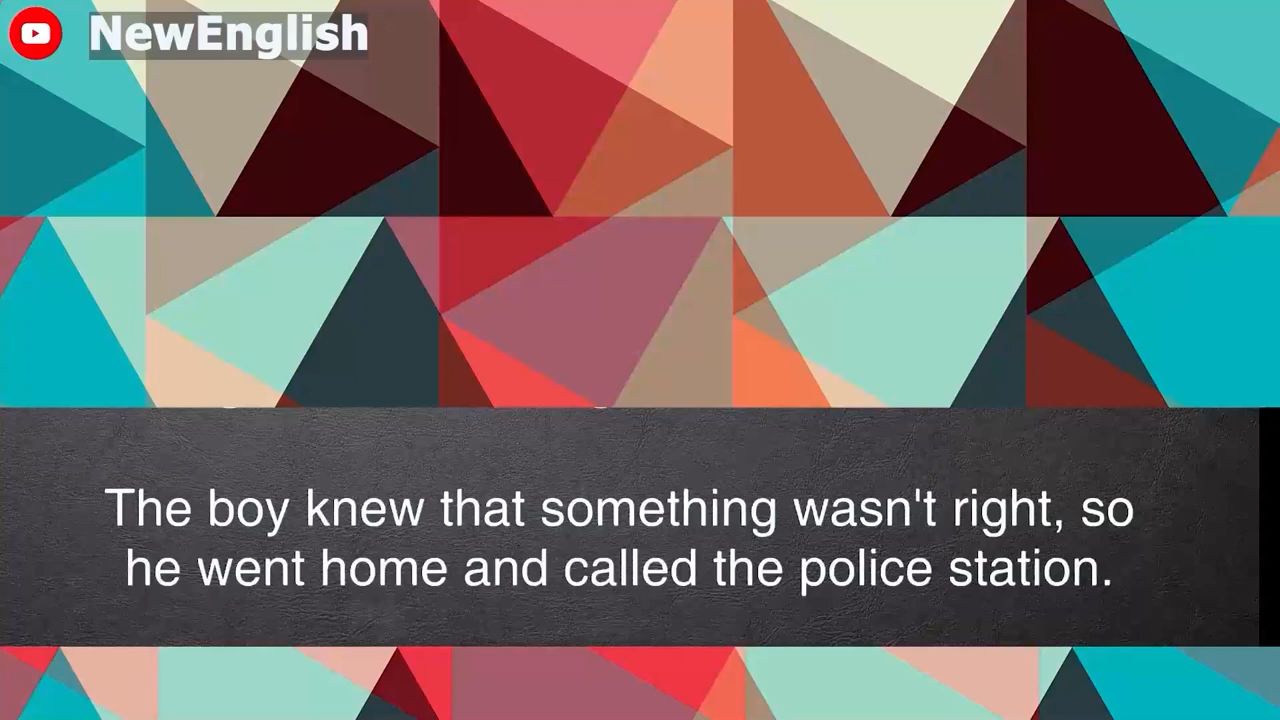 NewEnglish
The boy knew that something wasn't right, so
he went home and called the police station.